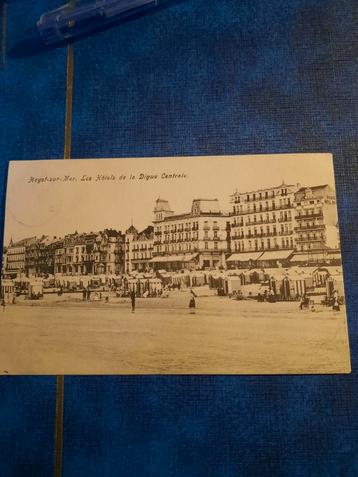 Heyst-sur-Mer. Les Hôtels de la Digue Centrale.